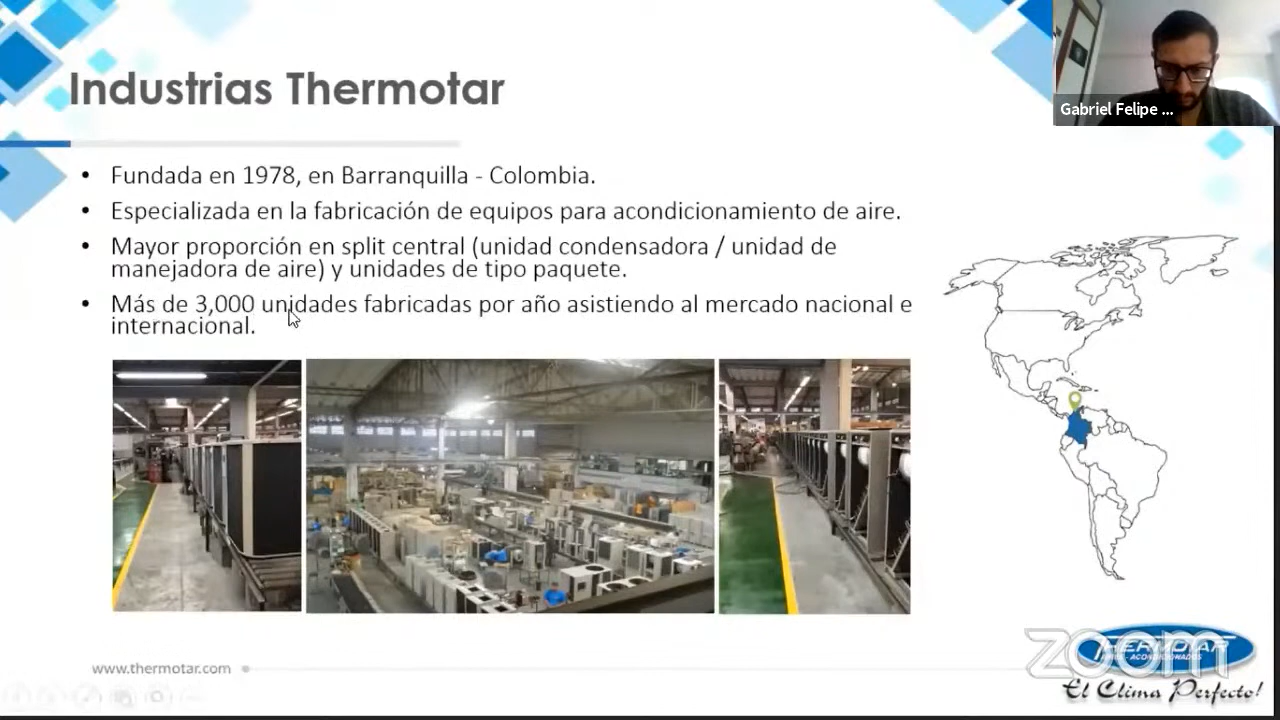 Industrias Thermotar
Gabriel Felipe ...
• Fundada en 1978, en Barranquilla - Colombia.
• Especializada en la fabricación de equipos para acondicionamiento de aire.
• Mayor proporción en split central (unidad condensadora / unidad de
manejadora de aire) y unidades de tipo paquete.
• Más de 3,000 unidades fabricadas por año asistiendo al mercado nacional e
internacional.
www.thermotar.com
zoom
THERMOTAR
El Clima Perfecto!